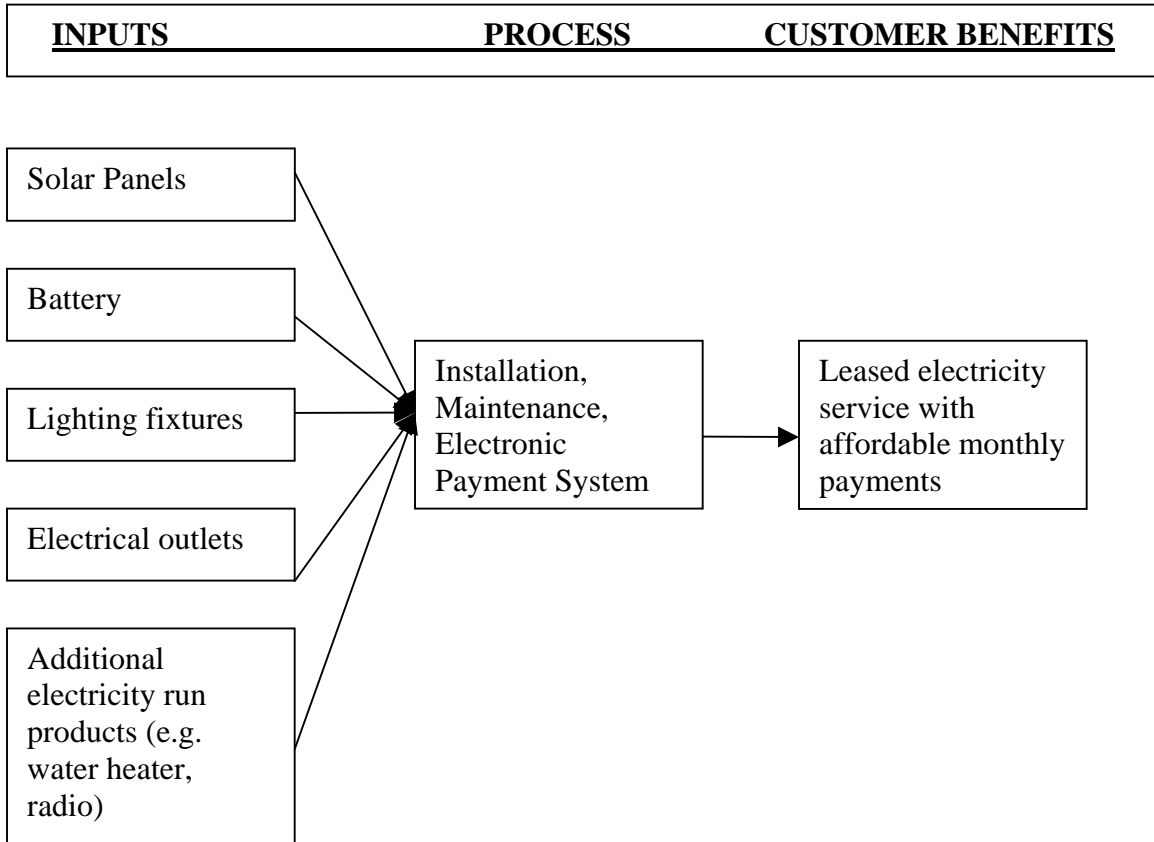 INPUTS PROCESS CUSTOMER BENEFITS
Solar Panels
Battery
Lighting fixtures
Electrical outlets
Additional
electricity run
products (e.g.
water heater,
radio)
Installation,
Maintenance,
Electronic
Payment System
Leased electricity
service with
affordable monthly
payments